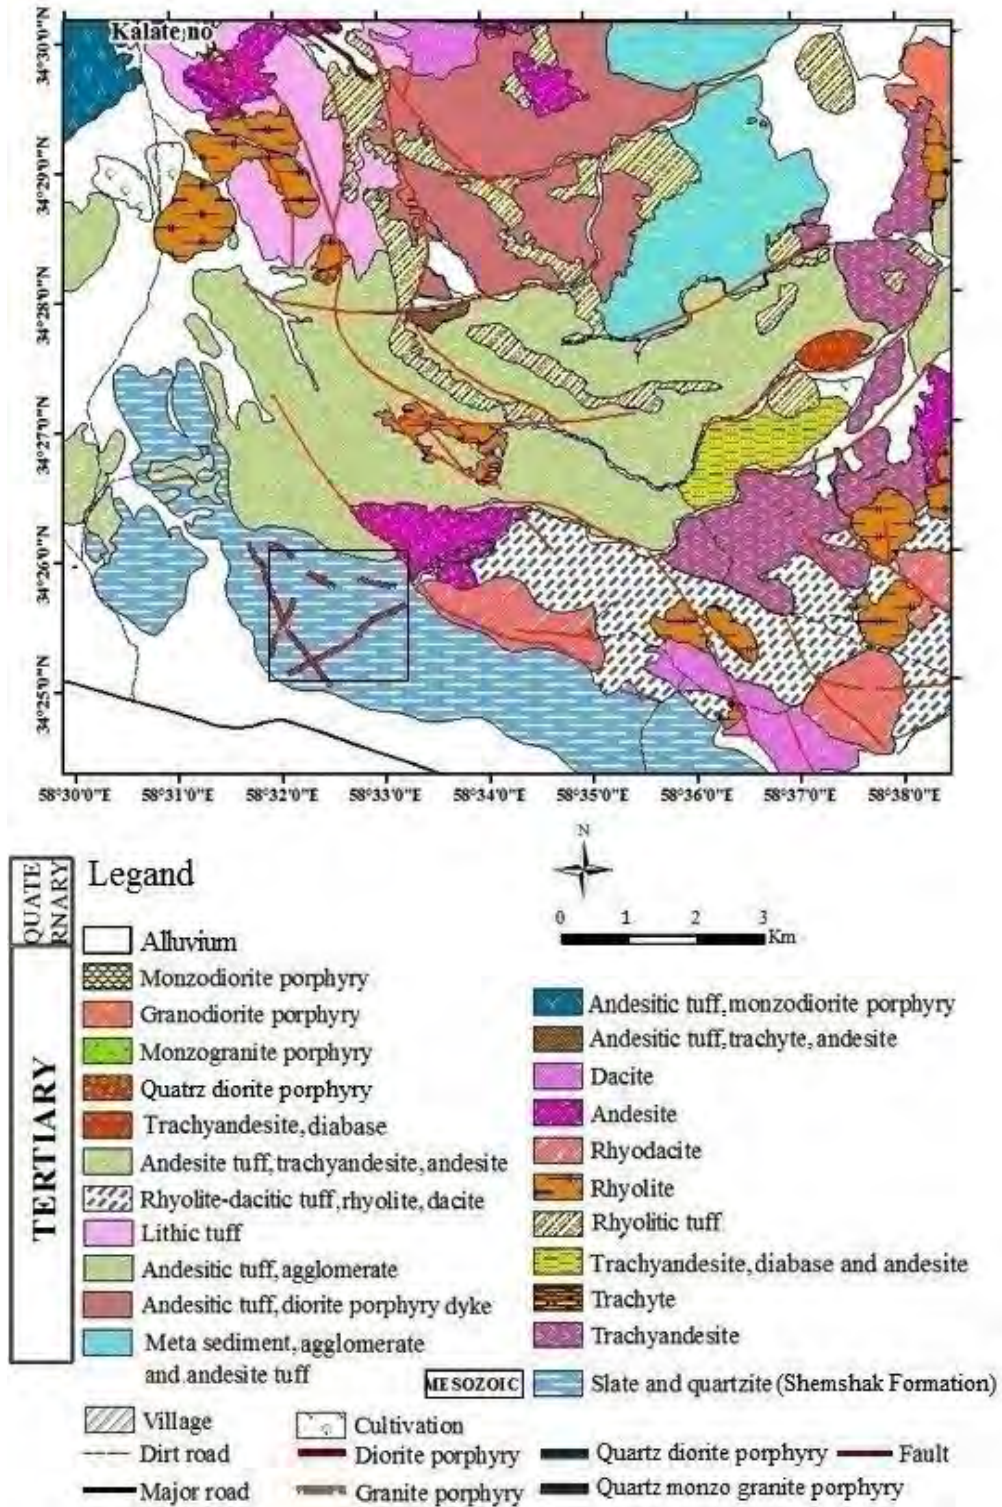 Kalate,no
34°30'0"N
34°29'0"N
34°28'0"N
34°27'0"N
34°26'0"N
34°25'0"N
58°30'0"E 58°31'0"E 58°32'0"E 58°33'0"E 58°34'0"E 58°35'0"E 58°36'0"E 58°37'0"E 58°38'0"E
N
0 1 2 3
Km
Legand
QUATE
RNARY
TERTIARY
Alluvium
Monzodiorite porphyry
Granodiorite porphyry
Monzogranite porphyry
Quatrz diorite porphyry
Trachyandesite, diabase
Andesite tuff, trachyandesite, andesite
Rhyolite-dacitic tuff, rhyolite, dacite
Lithic tuff
Andesitic tuff, agglomerate
Andesitic tuff, diorite porphyry dyke
Meta sediment, agglomerate
and andesite tuff
Andesitic tuff, monzodiorite porphyry
Andesitic tuff, trachyte, andesite
Dacite
Andesite
Rhyodacite
Rhyolite
Rhyolitic tuff
Trachyandesite, diabase and andesite
Trachyte
Trachyandesite
MESOZOIC Slate and quartzite (Shemshak Formation)
Village Cultivation
Dirt road Diorite porphyry Quartz diorite porphyry Fault
Major road Granite porphyry Quartz monzo granite porphyry